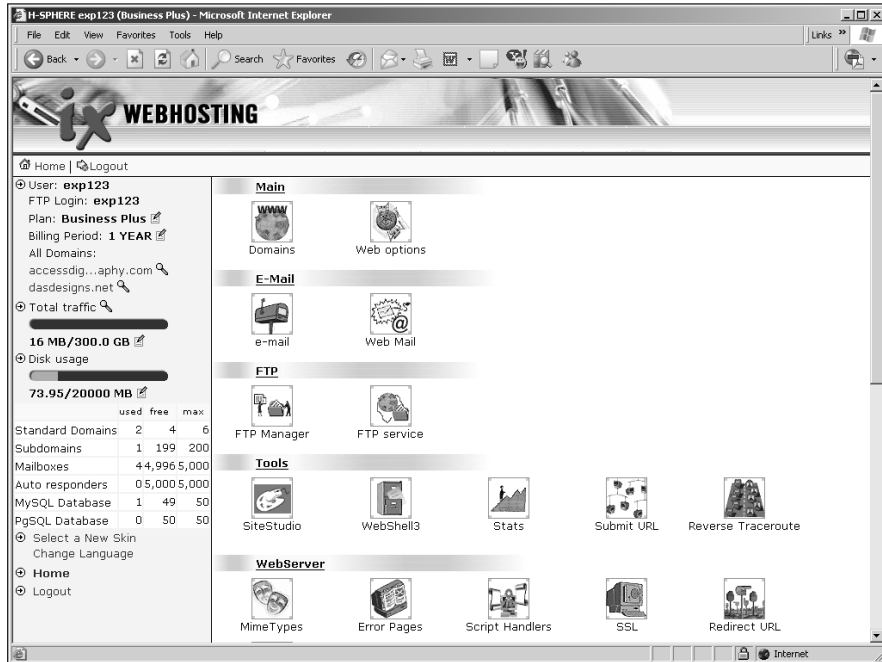 H-SPHERE exp123 (Business Plus) - Microsoft Internet Explorer
File Edit View Favorites Tools Help
Links »
Back Search Favorites
ix WEBHOSTING
Home | Logout
User: exp123
FTP Login: exp123
Plan: Business Plus
Billing Period: 1 YEAR
All Domains:
accessdig...aphy.com
dasdesigns.net
Total traffic
16 MB/300.0 GB
Disk usage
73.95/20000 MB
used free max
Standard Domains 2 4 6
Subdomains 1 199 200
Mailboxes 4 4,996 5,000
Auto responders 0 5,000 5,000
MySQL Database 1 49 50
PgSQL Database 0 50 50
Select a New Skin
Change Language
Home
Logout
Main
WWW
Domains Web options
E-Mail
e-mail Web Mail
FTP
FTP Manager FTP service
Tools
SiteStudio WebShell3 Stats Submit URL Reverse Traceroute
WebServer
MimeTypes Error Pages Script Handlers SSL Redirect URL
Internet